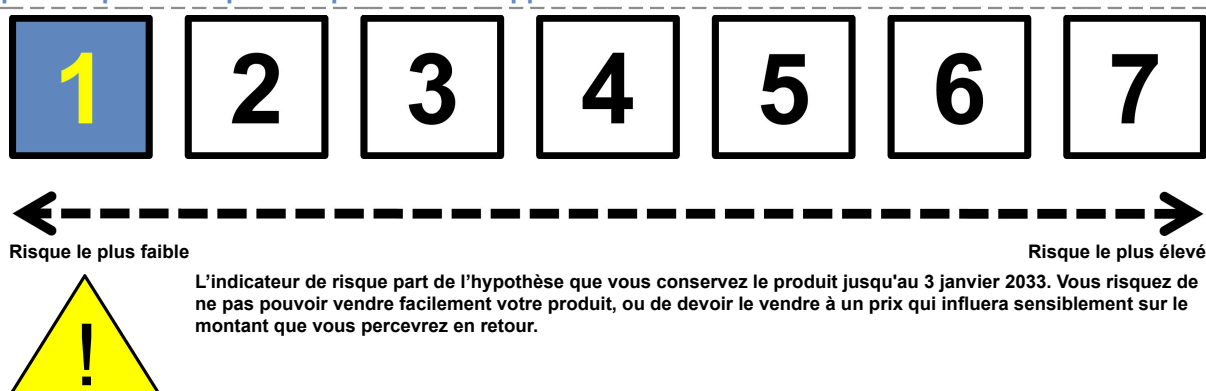 1 2 3 4 5 6 7
Risque le plus faible Risque le plus élevé
L’indicateur de risque part de l’hypothèse que vous conservez le produit jusqu'au 3 janvier 2033. Vous risquez de
ne pas pouvoir vendre facilement votre produit, ou de devoir le vendre à un prix qui influera sensiblement sur le
montant que vous percevrez en retour.
!